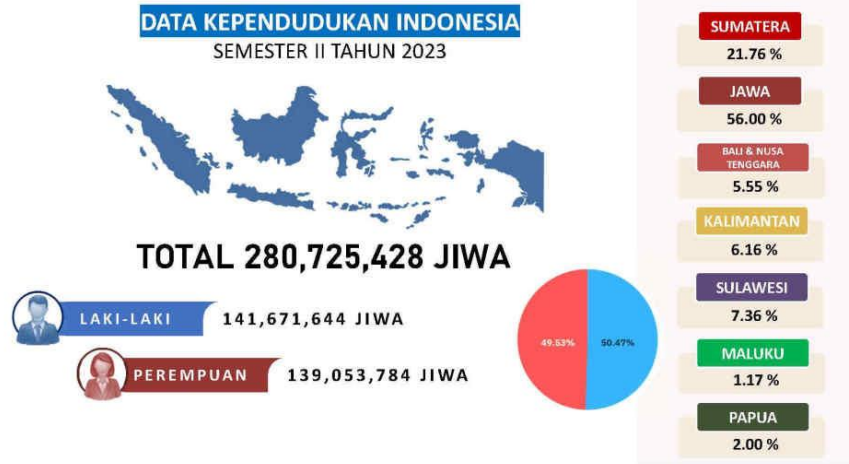 DATA KEPENDUDUKAN INDONESIA
SEMESTER II TAHUN 2023
TOTAL 280,725,428 JIWA
LAKI-LAKI 141,671,644 JIWA
PEREMPUAN 139,053,784 JIWA
49.53% 50.47%
SUMATERA
21.76 %
JAWA
56.00 %
BALI & NUSA
TENGGARA
5.55 %
KALIMANTAN
6.16 %
SULAWESI
7.36 %
MALUKU
1.17 %
PAPUA
2.00 %